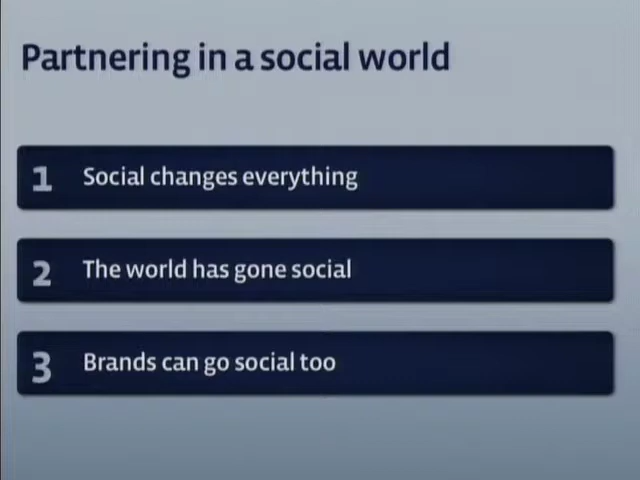 Partnering in a social world
1 Social changes everything
2 The world has gone social
3 Brands can go social too